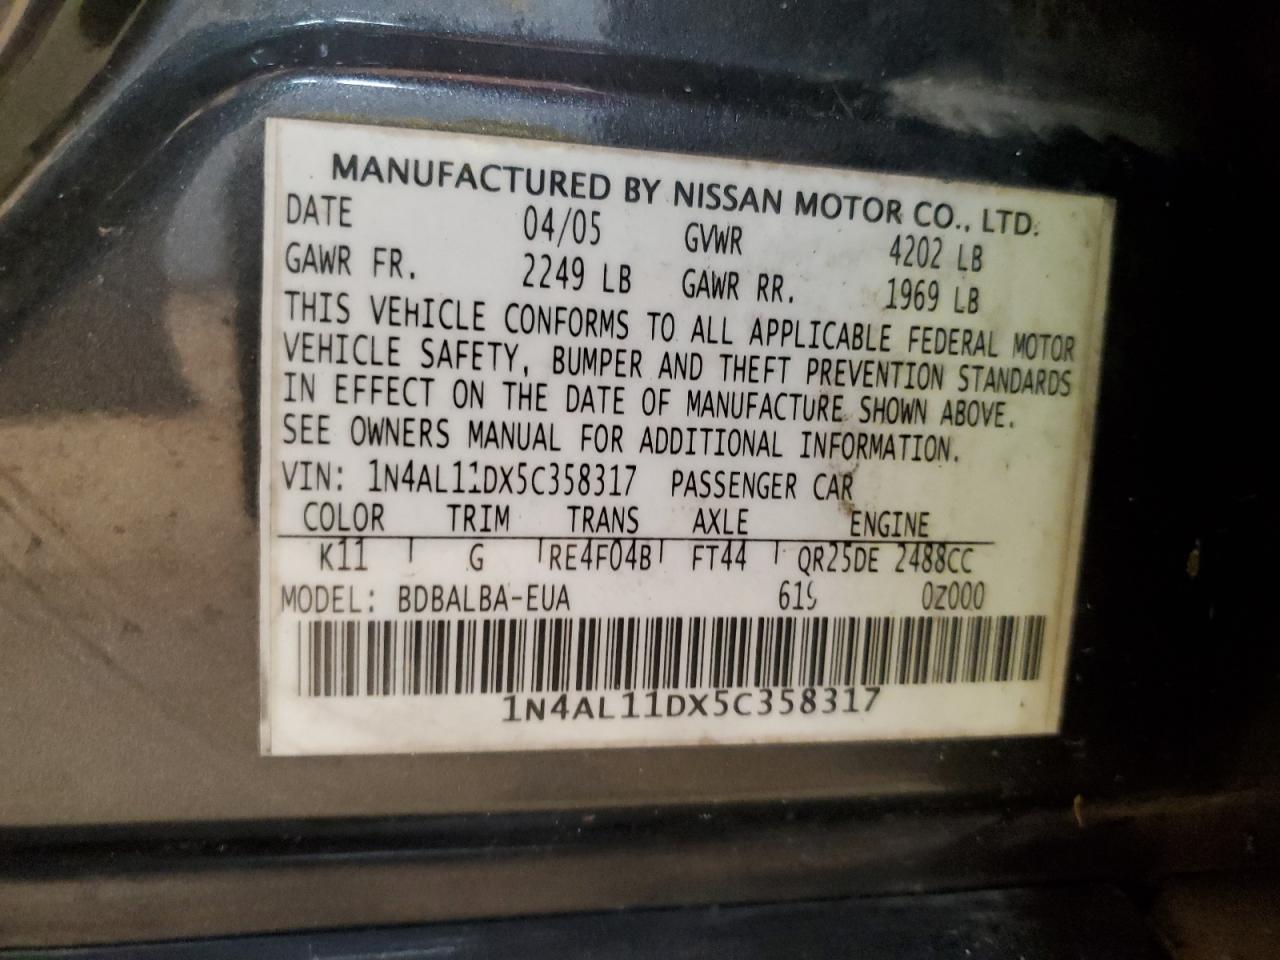 MANUFACTURED BY NISSAN MOTOR CO., LTD.
DATE 04/05 GVWR 4202 LB
GAWR FR. 2249 LB GAWR RR. 1969 LB
THIS VEHICLE CONFORMS TO ALL APPLICABLE FEDERAL MOTOR
VEHICLE SAFETY, BUMPER AND THEFT PREVENTION STANDARDS
IN EFFECT ON THE DATE OF MANUFACTURE SHOWN ABOVE.
SEE OWNERS MANUAL FOR ADDITIONAL INFORMATION.
VIN: 1N4AL11DX5C358317 PASSENGER CAR
COLOR TRIM TRANS AXLE ENGINE
K11 G RE4F04B FT44 QR25DE 2488CC
MODEL: BDBALBA-EUA 0Z000
1N4AL11DX5C358317